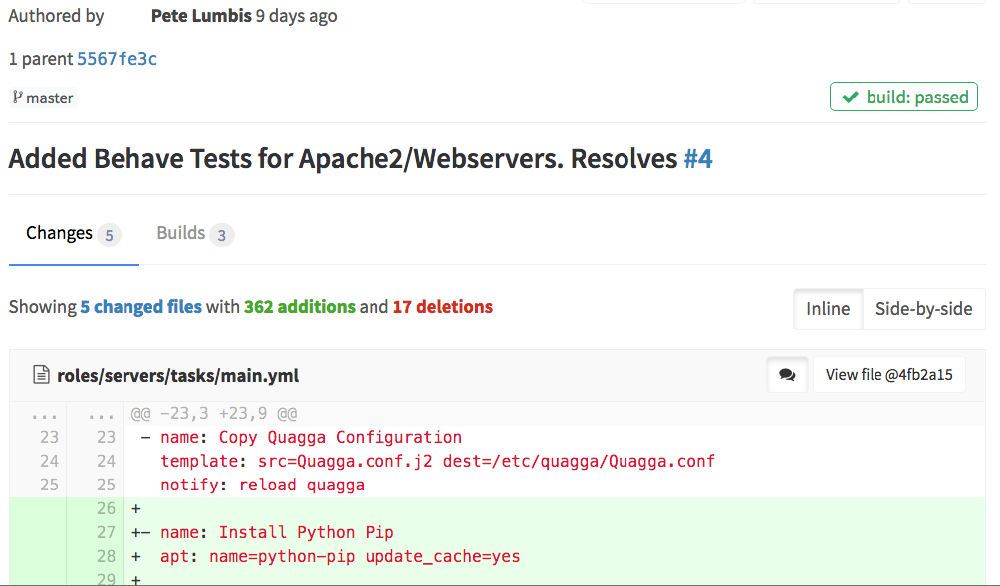 Authored by Pete Lumbis 9 days ago
1 parent 5567fe3c
master
build: passed
Added Behave Tests for Apache2/Webservers. Resolves #4
Changes 5 Builds 3
Showing 5 changed files with 362 additions and 17 deletions
Inline Side-by-side
roles/servers/tasks/main.yml
View file @4fb2a15
... ... @@ -23,3 +23,9 @@
23 23 - name: Copy Quagga Configuration
24 24 template: src=Quagga.conf.j2 dest=/etc/quagga/Quagga.conf
25 25 notify: reload quagga
26 +
27 +- name: Install Python Pip
28 + apt: name=python-pip update_cache=yes
29 +